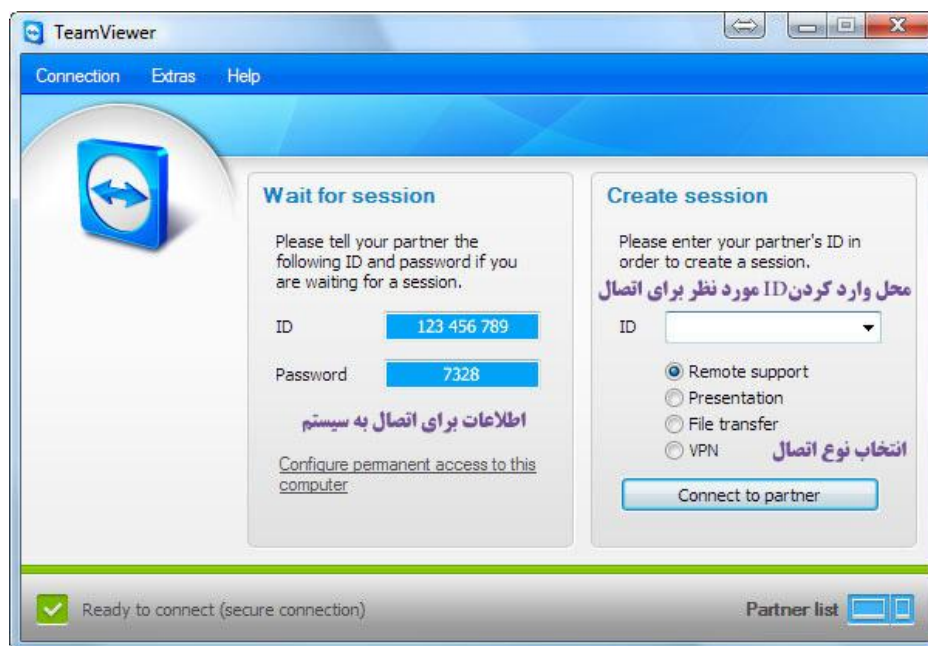 TeamViewer
Connection Extras Help
Wait for session
Please tell your partner the
following ID and password if you
are waiting for a session.
ID 123 456 789
Password 7328
اطلاعات برای اتصال به سیستم
Configure permanent access to this
computer
Create session
Please enter your partner's ID in
order to create a session.
محل وارد کردنID مورد نظر برای اتصال
ID
Remote support
Presentation
File transfer
VPN انتخاب نوع اتصال
Connect to partner
Ready to connect (secure connection)
Partner list